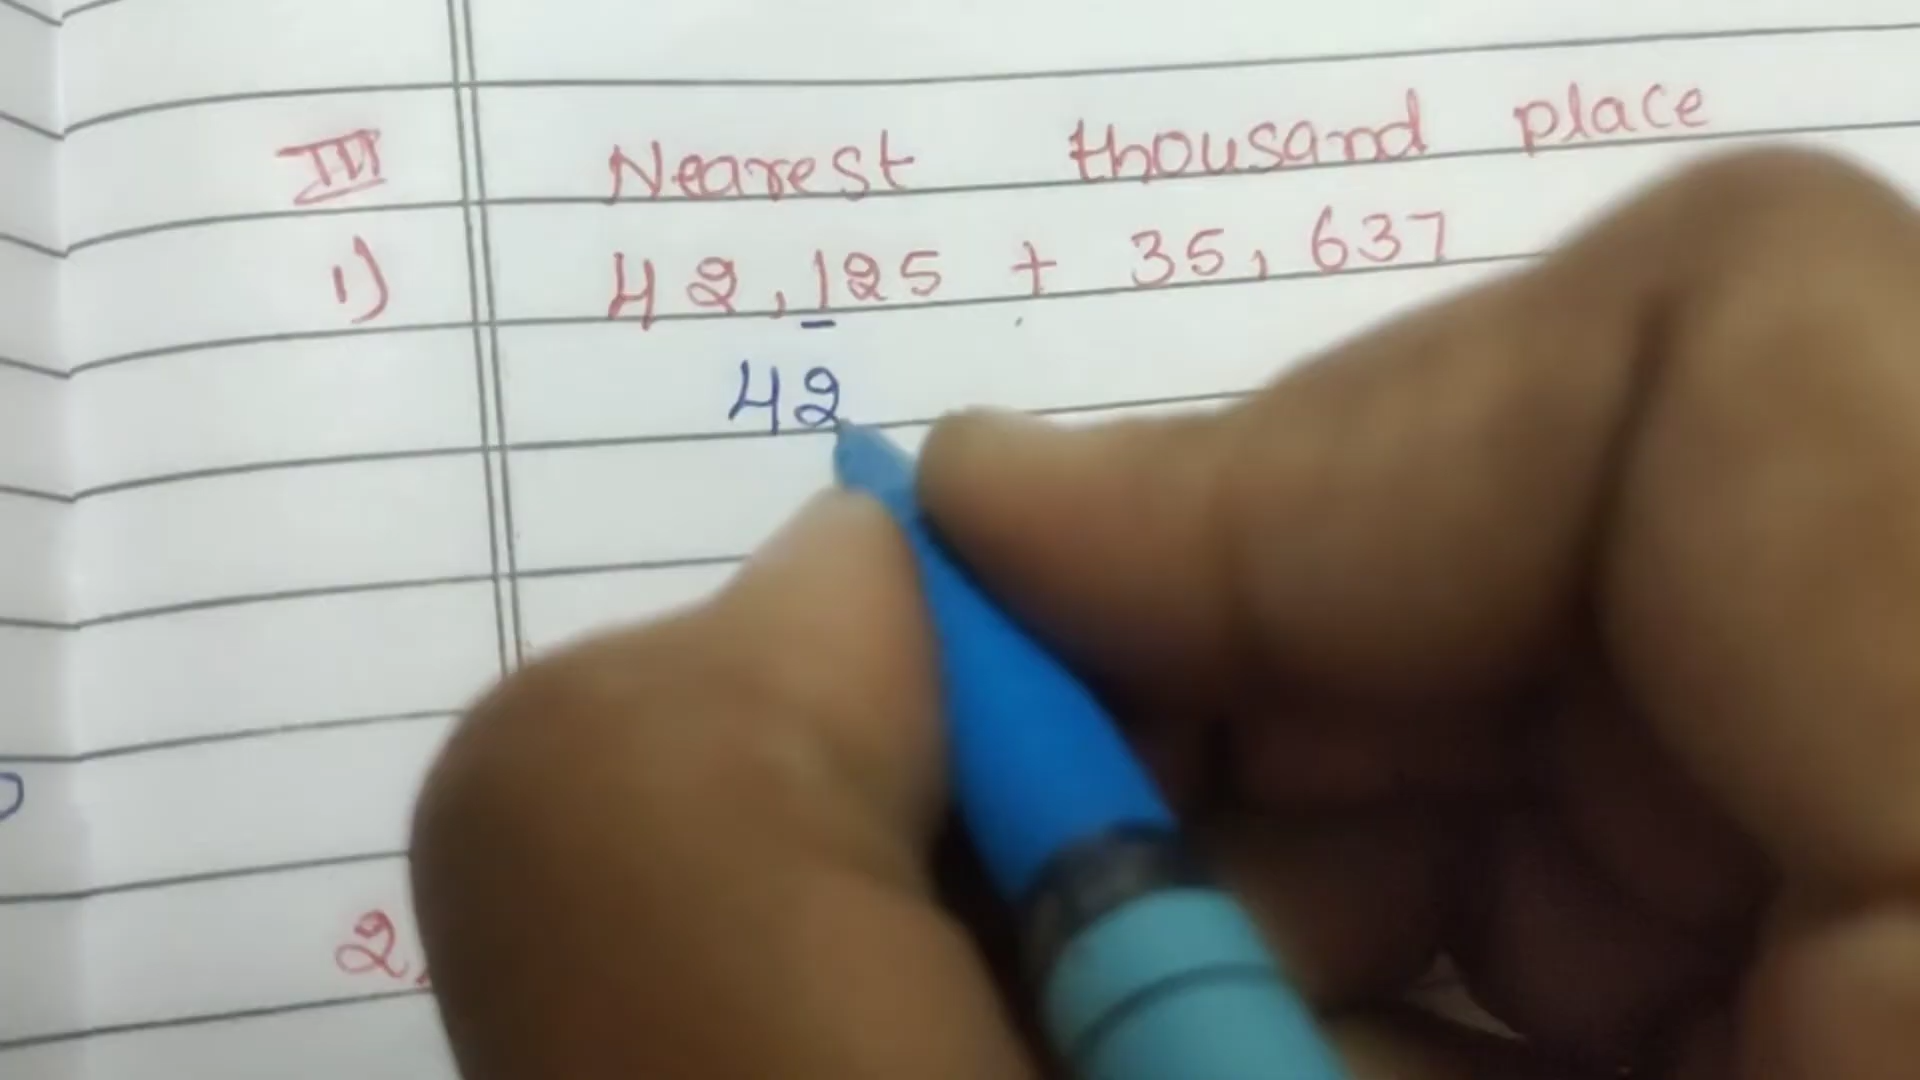 III Nearest thousand place
1) 42,125 + 35,637
42
2.